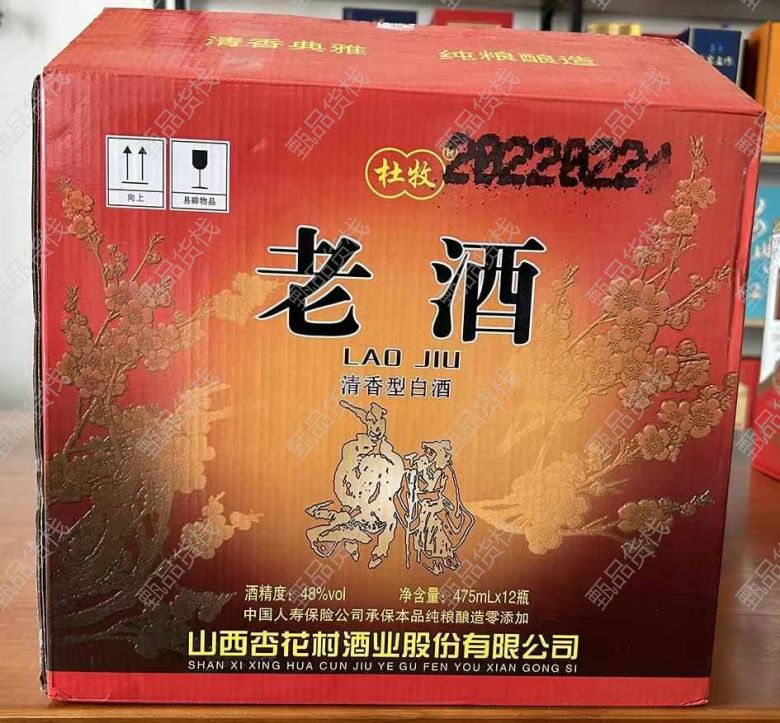 清香典雅 纯粮酿造
杜牧® 20220224
向上 易碎物品
老酒
LAO JIU
清香型白酒
酒精度：48%vol 净含量：475mLx12瓶
中国人寿保险公司承保本品纯粮酿造零添加
山西杏花村酒业股份有限公司
SHAN XI XING HUA CUN JIU YE GU FEN YOU XIAN GONG SI
甄品货栈